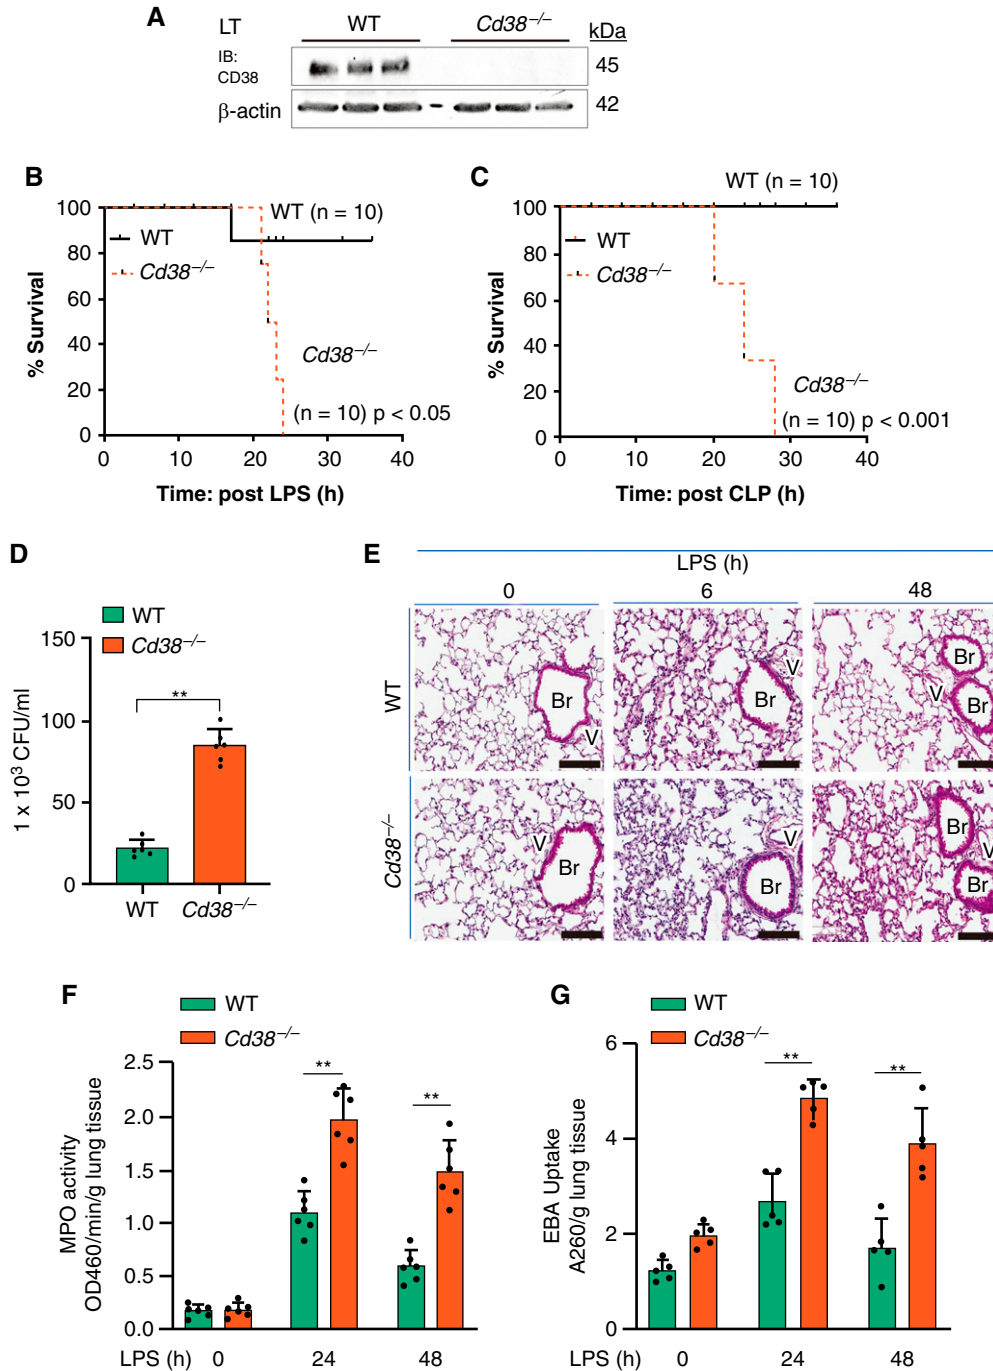 A
LT WT Cd38−/− kDa
IB:
CD38
45
β-actin
42
B
WT (n = 10)
WT
Cd38−/−
Cd38−/−
(n = 10) p < 0.05
% Survival
100
80
60
40
20
0
0 10 20 30 40
Time: post LPS (h)
C
WT (n = 10)
WT
Cd38−/−
Cd38−/−
(n = 10) p < 0.001
% Survival
100
80
60
40
20
0
0 10 20 30 40
Time: post CLP (h)
D
WT
Cd38−/−
**
1 x 10³ CFU/ml
150
100
50
0
WT Cd38−/−
E
LPS (h)
0 6 48
WT
Br V
Br V
Br V Br
Cd38−/−
V Br
V Br
Br V Br
F
WT
Cd38−/−
** **
MPO activity
OD460/min/g lung tissue
2.5
2.0
1.5
1.0
0.5
0.0
LPS (h) 0 24 48
G
WT
Cd38−/−
** **
EBA Uptake
A260/g lung tissue
6
4
2
0
LPS (h) 0 24 48